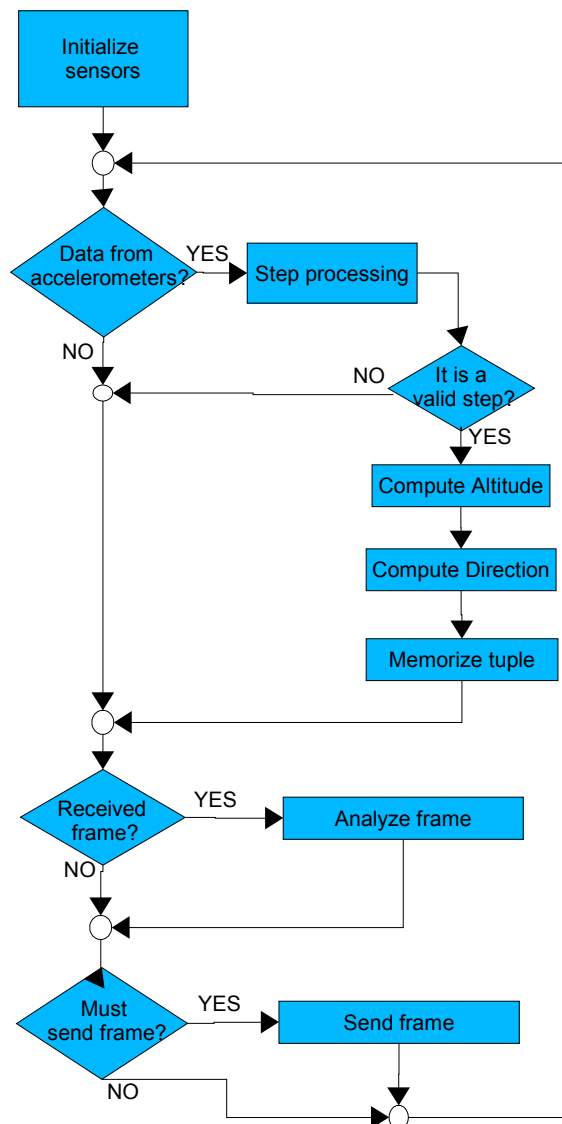 Initialize
sensors
Data from
accelerometers?
YES
Step processing
NO
It is a
valid step?
NO
YES
Compute Altitude
Compute Direction
Memorize tuple
Received
frame?
YES
Analyze frame
NO
Must
send frame?
YES
Send frame
NO